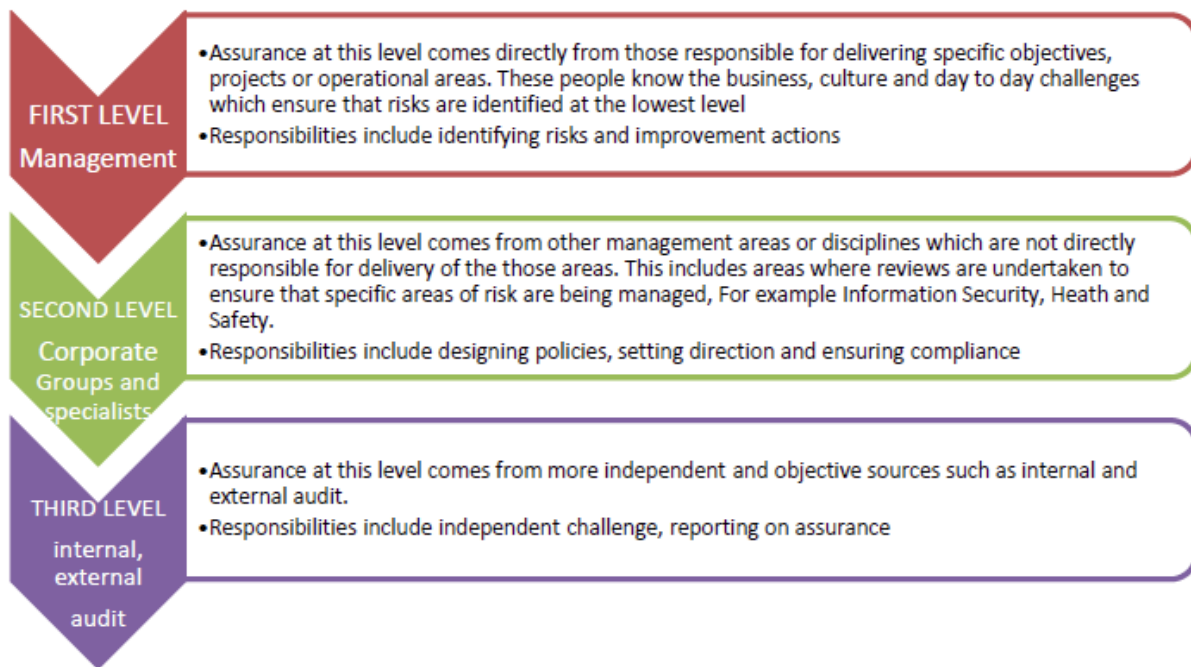 FIRST LEVEL
Management
•Assurance at this level comes directly from those responsible for delivering specific objectives,
projects or operational areas. These people know the business, culture and day to day challenges
which ensure that risks are identified at the lowest level
•Responsibilities include identifying risks and improvement actions
SECOND LEVEL
Corporate
Groups and
specialists
•Assurance at this level comes from other management areas or disciplines which are not directly
responsible for delivery of the those areas. This includes areas where reviews are undertaken to
ensure that specific areas of risk are being managed, For example Information Security, Heath and
Safety.
•Responsibilities include designing policies, setting direction and ensuring compliance
THIRD LEVEL
internal,
external
audit
•Assurance at this level comes from more independent and objective sources such as internal and
external audit.
•Responsibilities include independent challenge, reporting on assurance